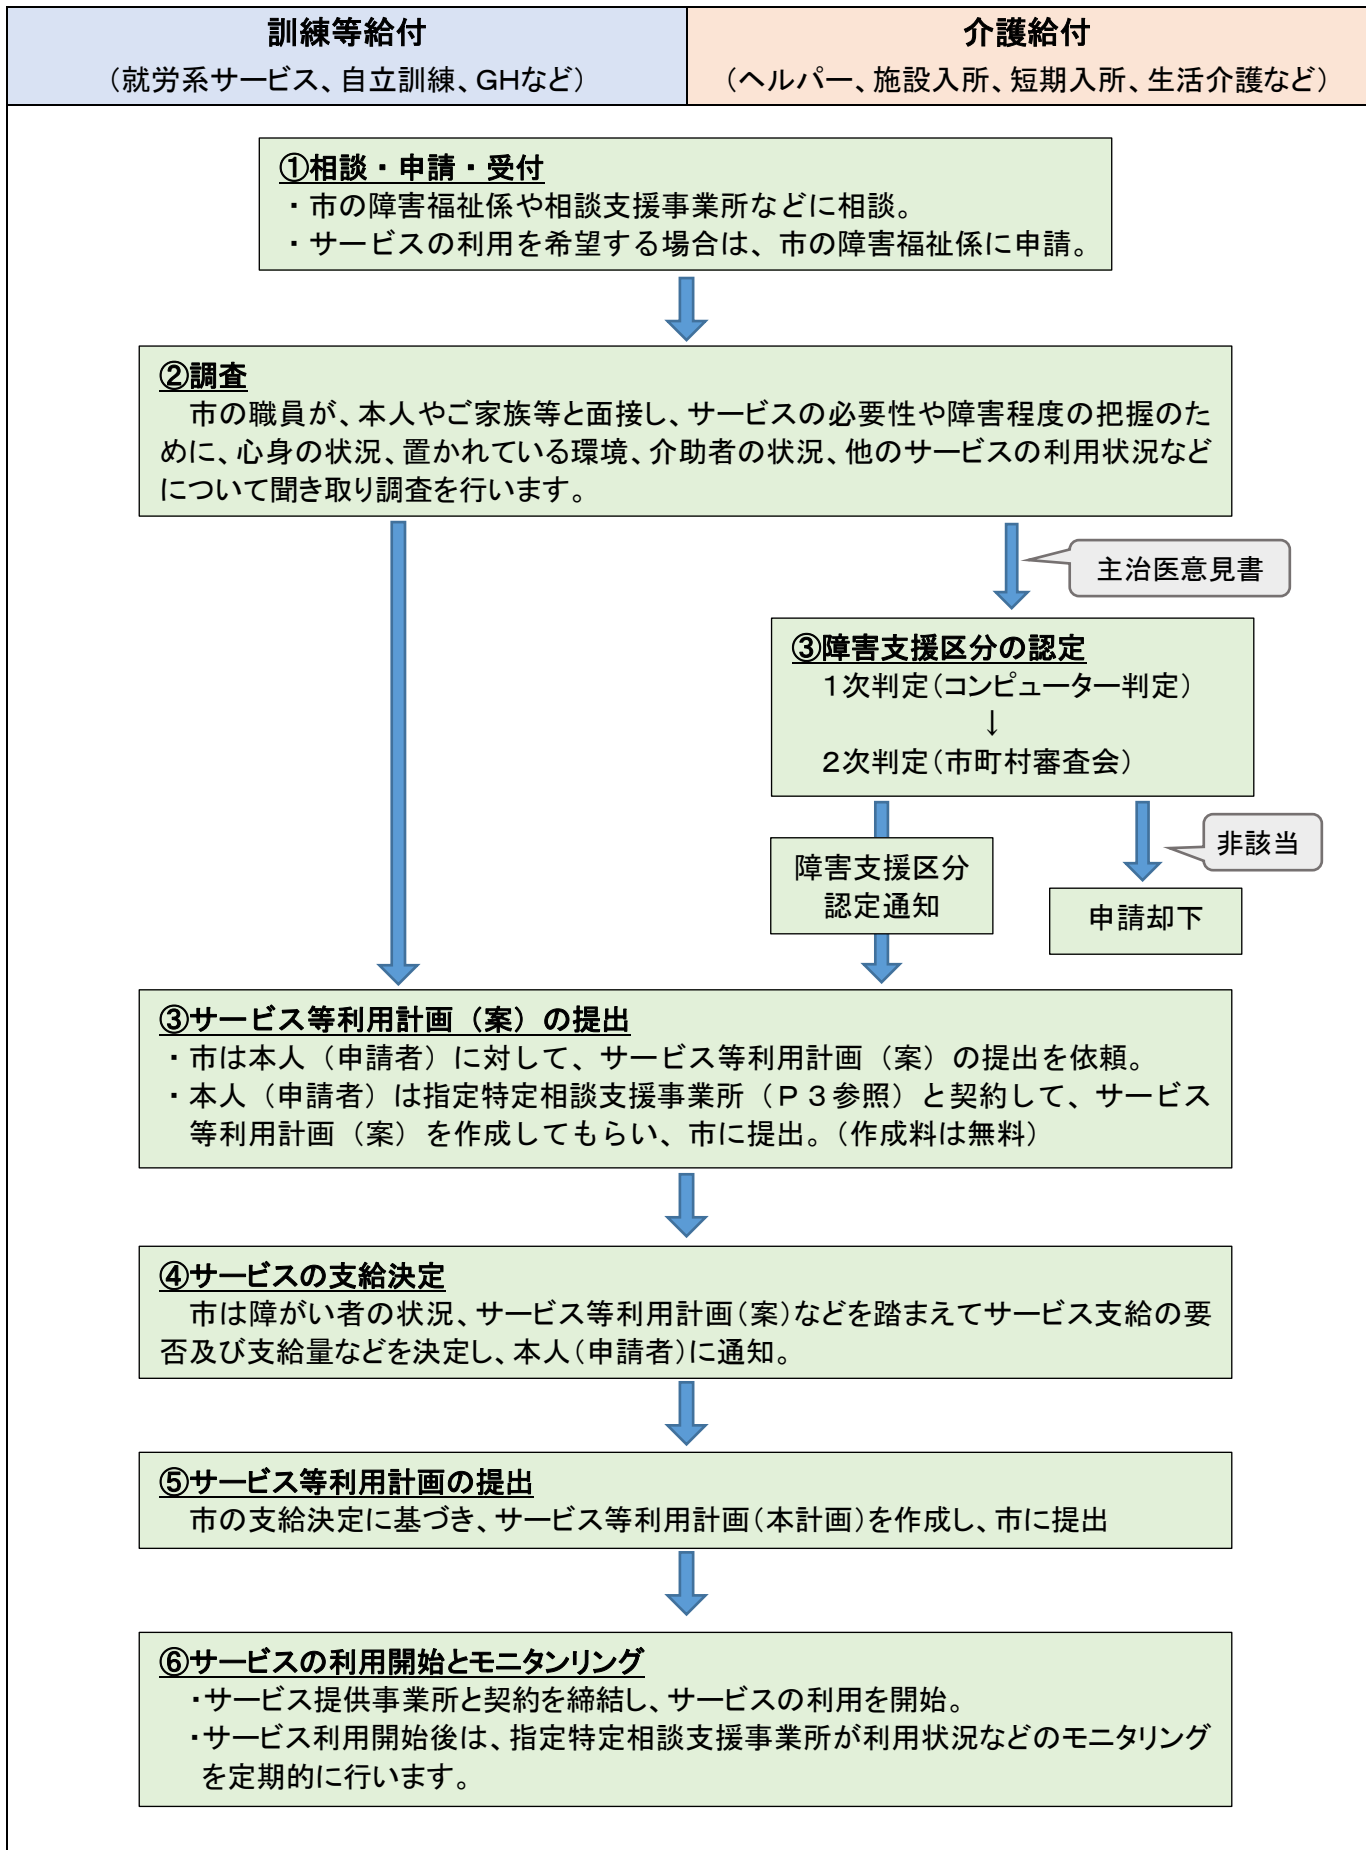 訓練等給付
（就労系サービス、自立訓練、GHなど）
介護給付
（ヘルパー、施設入所、短期入所、生活介護など）
①相談・申請・受付
・市の障害福祉係や相談支援事業所などに相談。
・サービスの利用を希望する場合は、市の障害福祉係に申請。
②調査
市の職員が、本人やご家族等と面接し、サービスの必要性や障害程度の把握のた
めに、心身の状況、置かれている環境、介助者の状況、他のサービスの利用状況など
について聞き取り調査を行います。
主治医意見書
③障害支援区分の認定
１次判定（コンピューター判定）
↓
２次判定（市町村審査会）
障害支援区分
認定通知
非該当
申請却下
③サービス等利用計画（案）の提出
・市は本人（申請者）に対して、サービス等利用計画（案）の提出を依頼。
・本人（申請者）は指定特定相談支援事業所（Ｐ３参照）と契約して、サービス
等利用計画（案）を作成してもらい、市に提出。（作成料は無料）
④サービスの支給決定
市は障がい者の状況、サービス等利用計画（案）などを踏まえてサービス支給の要
否及び支給量などを決定し、本人（申請者）に通知。
⑤サービス等利用計画の提出
市の支給決定に基づき、サービス等利用計画（本計画）を作成し、市に提出
⑥サービスの利用開始とモニタンリング
・サービス提供事業所と契約を締結し、サービスの利用を開始。
・サービス利用開始後は、指定特定相談支援事業所が利用状況などのモニタリング
を定期的に行います。